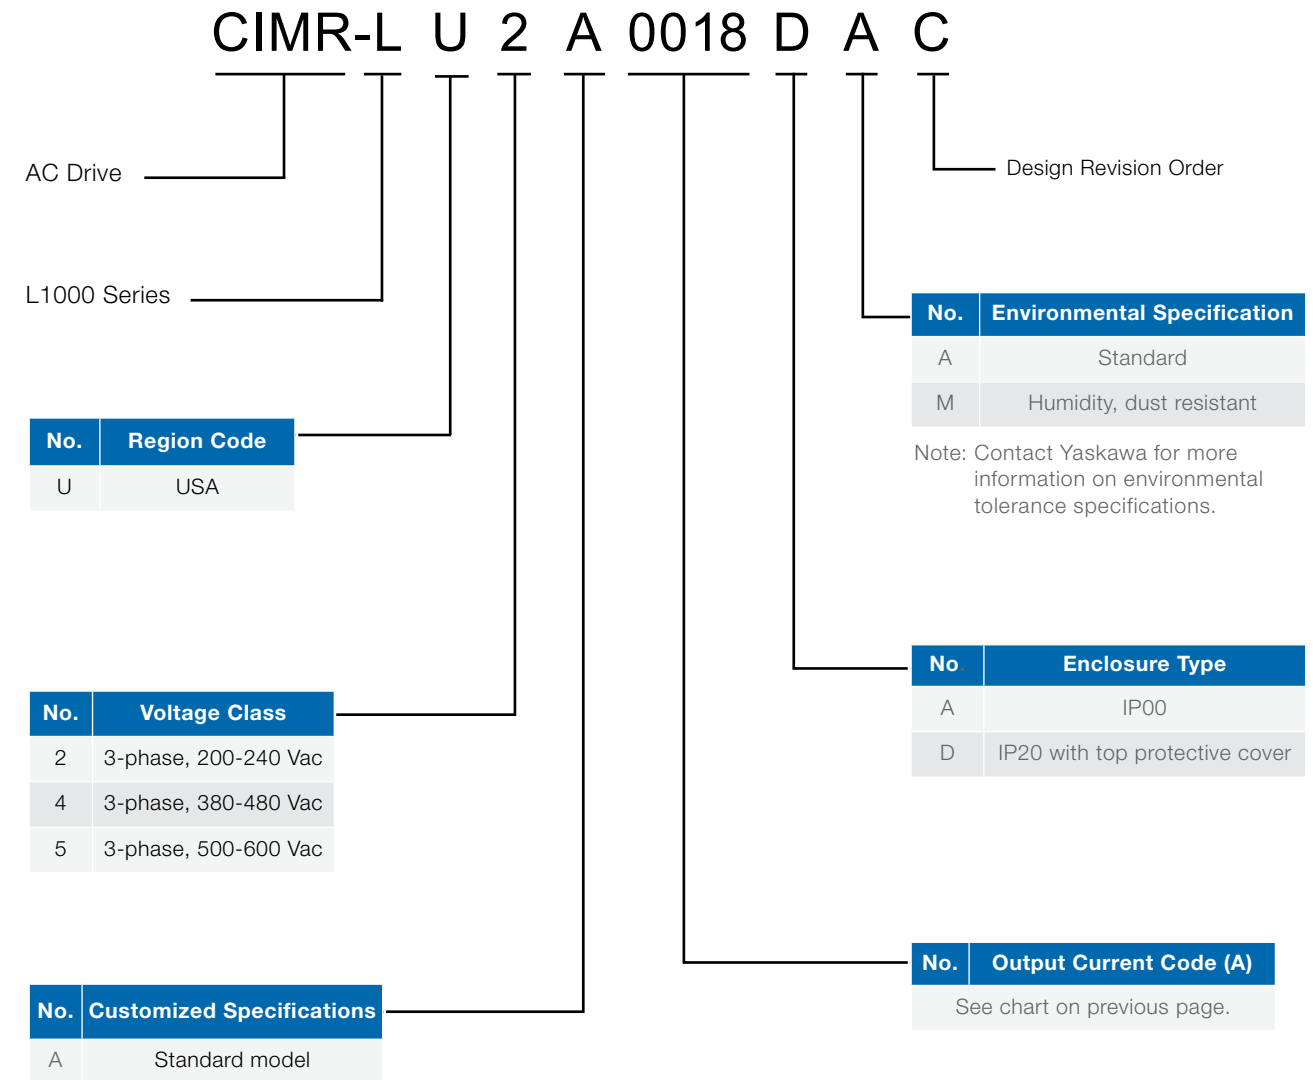 CIMR-L U 2 A 0018 D A C
AC Drive
Design Revision Order
L1000 Series
No. Environmental Specification
A Standard
M Humidity, dust resistant
Note: Contact Yaskawa for more
information on environmental
tolerance specifications.
No. Region Code
U USA
No. Enclosure Type
A IP00
D IP20 with top protective cover
No. Voltage Class
2 3-phase, 200-240 Vac
4 3-phase, 380-480 Vac
5 3-phase, 500-600 Vac
No. Output Current Code (A)
See chart on previous page.
No. Customized Specifications
A Standard model